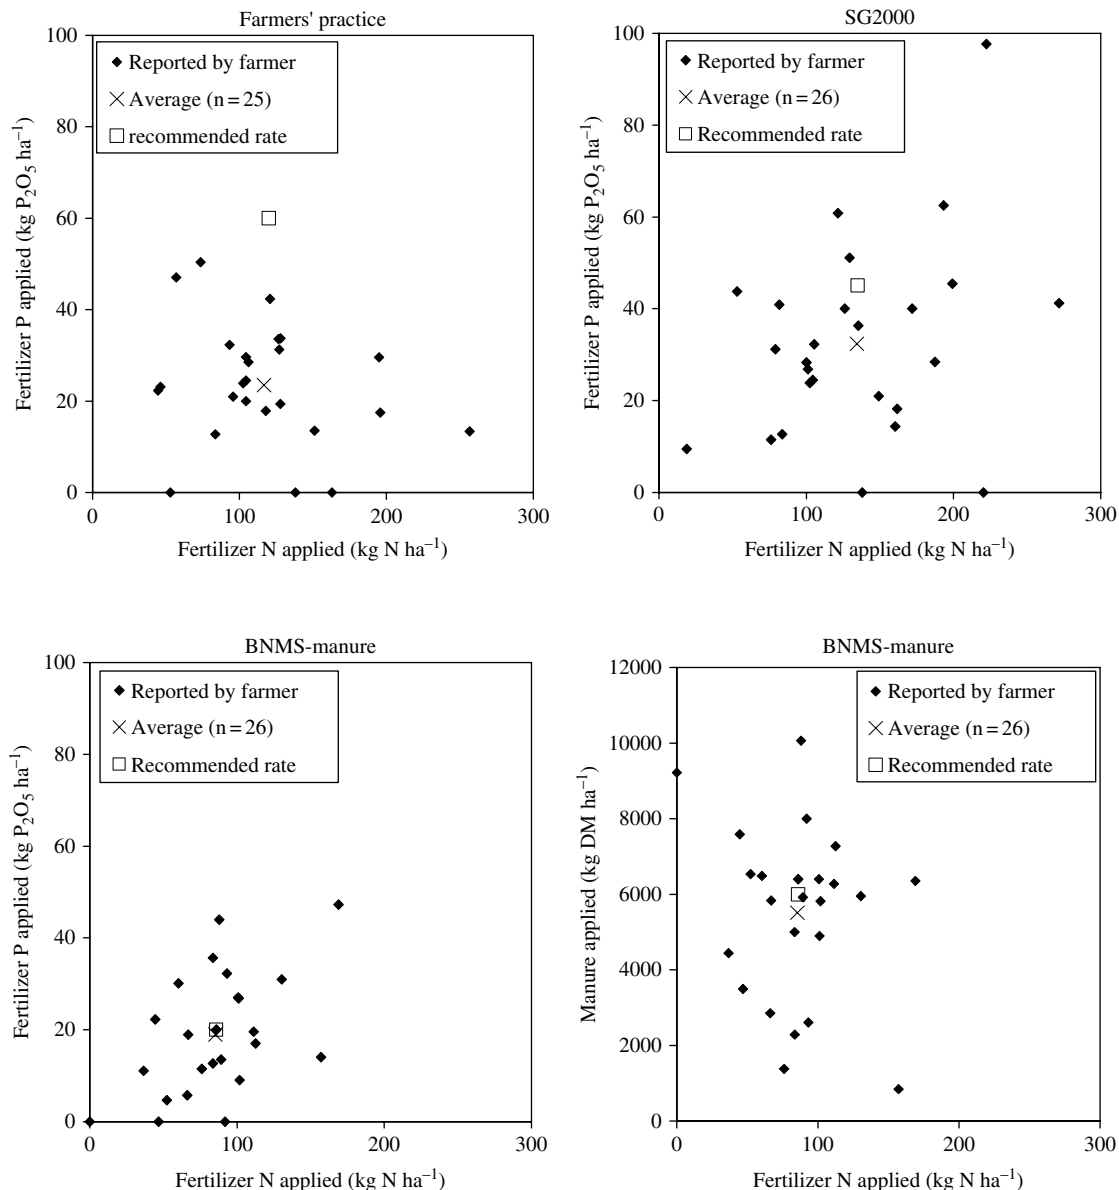 Farmers' practice
100
80
60
40
20
0
Fertilizer P applied (kg P₂O₅ ha⁻¹)
Reported by farmer
Average (n = 25)
recommended rate
0 100 200 300
Fertilizer N applied (kg N ha⁻¹)
SG2000
100
80
60
40
20
0
Fertilizer P applied (kg P₂O₅ ha⁻¹)
Reported by farmer
Average (n = 26)
Recommended rate
0 100 200 300
Fertilizer N applied (kg N ha⁻¹)
BNMS-manure
100
80
60
40
20
0
Fertilizer P applied (kg P₂O₅ ha⁻¹)
Reported by farmer
Average (n = 26)
Recommended rate
0 100 200 300
Fertilizer N applied (kg N ha⁻¹)
BNMS-manure
12000
10000
8000
6000
4000
2000
0
Manure applied (kg DM ha⁻¹)
Reported by farmer
Average (n = 26)
Recommended rate
0 100 200 300
Fertilizer N applied (kg N ha⁻¹)